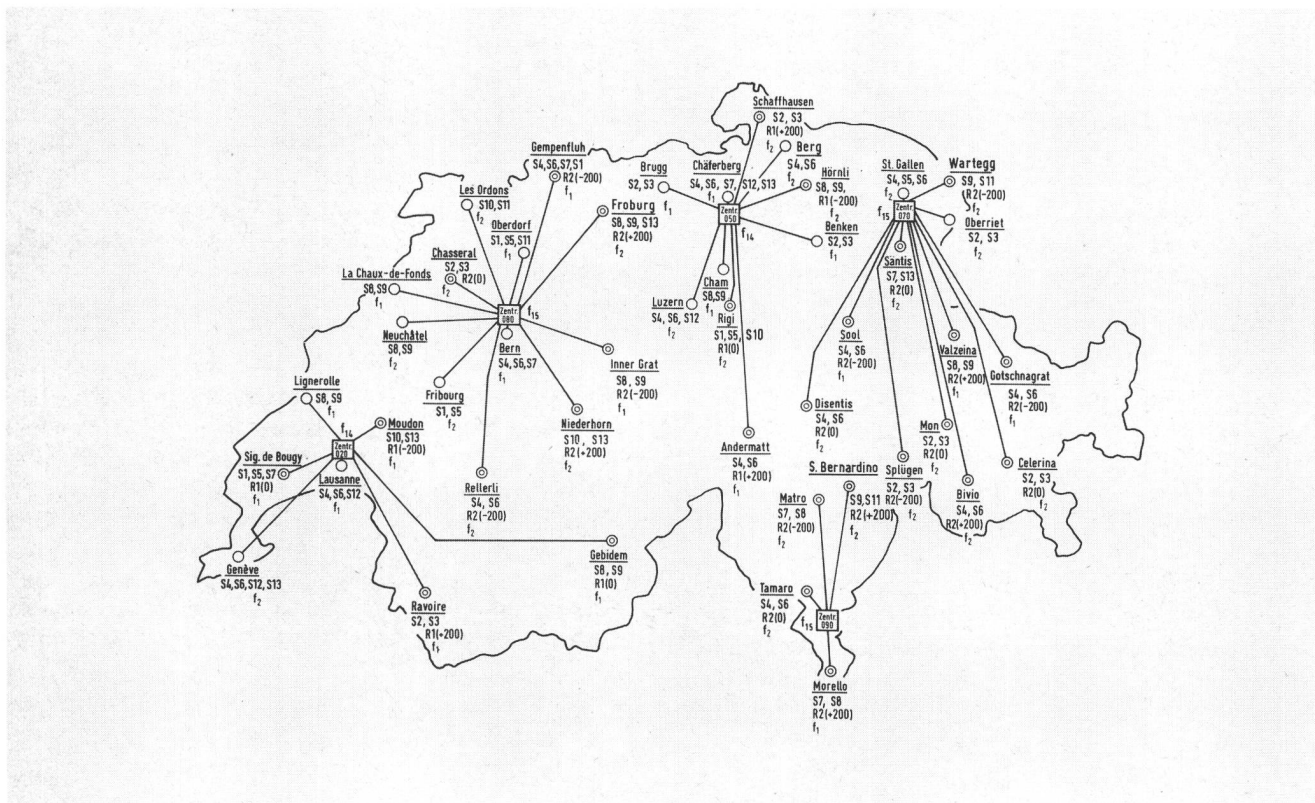 Schaffhausen
S2, S3
R1(+200)
f2
Gempenfluh
S4,S6,S7,S1
R2(-200)
f1
Les Ordons
S10,S11
f2
Oberdorf
S1,S5,S11
f1
Froburg
S8, S9, S13
R2(+200)
f2
Chasseral
S2,S3
R2(0)
f2
La Chaux-de-Fonds
S8,S9
f1
Neuchâtel
S8,S9
f2
Zentr.
080
f15
Bern
S4,S6,S7
f1
Fribourg
S1, S5
f2
Inner Grat
S8, S9
R2(-200)
f1
Niederhorn
S10, S13
R2(+200)
f2
Rellerli
S4, S6
R2(-200)
f2
Brugg
S2, S3
f1
Chäferberg
S4, S6, S7, S12, S13
f1
Berg
S4,S6
f2
Hörnli
S8, S9,
R1(-200)
f2
Zentr.
050
f14
Benken
S2,S3
f1
Luzern
S4, S6, S12
f2
Cham
S8,S9
f1
Rigi
S1, S5, S10
R1(0)
f2
Andermatt
S4,S6
R1(+200)
f1
St. Gallen
S4, S5, S6
f2
Wartegg
S9, S11
(R2(-200)
f2
Zentr.
070
f15
Oberriet
S2, S3
f2
Säntis
S7, S13
R2(0)
f2
Sool
S4, S6
R2(-200)
f1
Valzeina
S8, S9
R2(+200)
f1
Gotschnagrat
S4, S6
R2(-200)
f1
Disentis
S4, S6
R2(0)
f2
Mon
S2, S3
R2(0)
f2
Splügen
S2, S3
R2(-200)
f2
Bivio
S4, S6
R2(+200)
f2
Celerina
S2, S3
R2(0)
f2
Lignerolle
S8, S9
f1
f14
Zentr.
020
Moudon
S10, S13
R1(-200)
f1
Sig. de Bougy
S1, S5, S7
R1(0)
f1
Lausanne
S4, S6, S12
f1
Genève
S4,S6,S12,S13
f2
Ravoire
S2, S3
R1(+200)
f1
Gebidem
S8, S9
R1(0)
f1
S. Bernardino
S9,S11
R2(+200)
f2
Matro
S7, S8
R2(-200)
f2
Tamaro
S4, S6
R2(0)
f2
f15
Zentr.
090
Morello
S7, S8
R2(+200)
f1